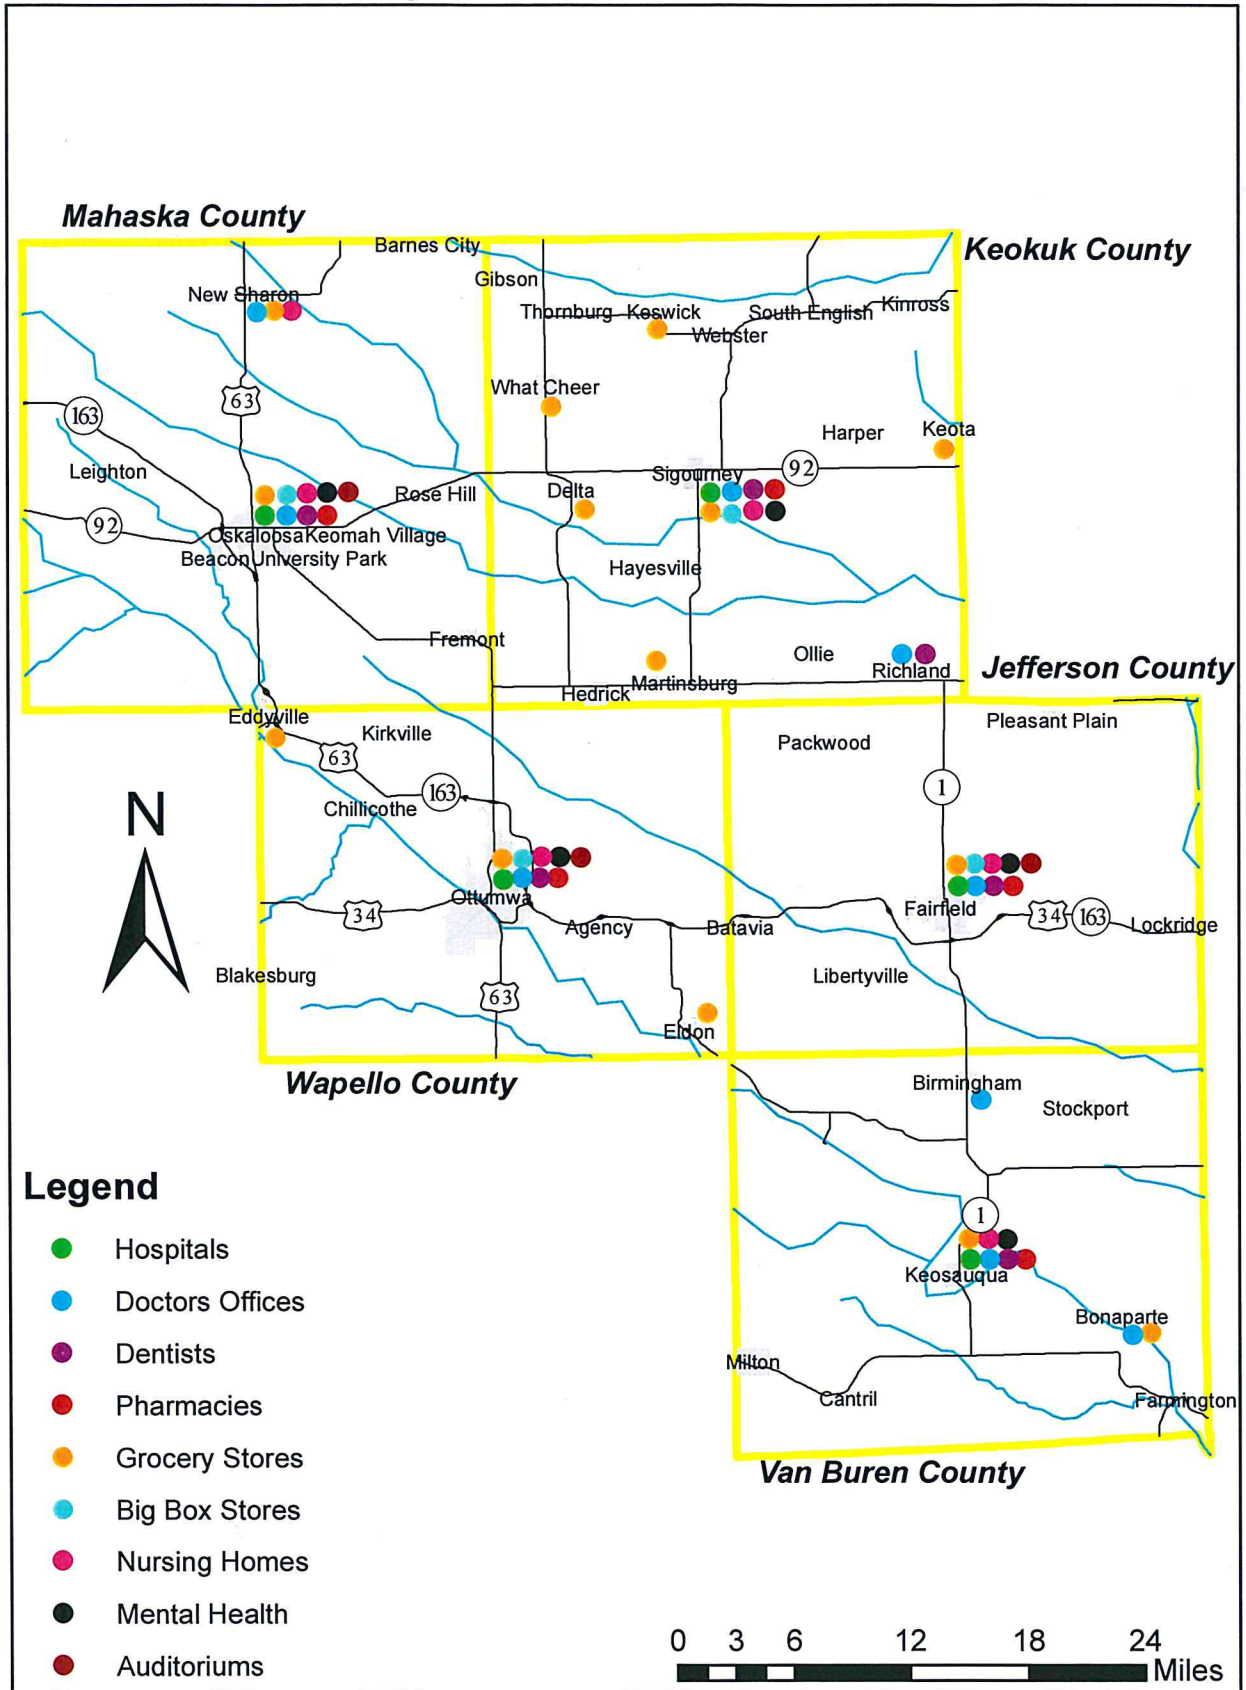 Mahaska County
Barnes City
Keokuk County
Gibson
New Sharon
Kinross
Thornburg Keswick
South English
Webster
63
What Cheer
163
Harper
Keota
Leighton
Sigourney
92
Rose Hill
Delta
92
Oskaloosa Keomah Village
Beacon University Park
Hayesville
Fremont
Ollie
Richland
Jefferson County
Hedrick
Martinsburg
Eddyville
Kirkville
Pleasant Plain
Packwood
63
163
1
Chillicothe
N
Ottumwa
34
Agency
Batavia
Fairfield
34
163
Lockridge
Blakesburg
Libertyville
63
Eldon
Wapello County
Birmingham
Stockport
1
Keosauqua
Bonaparte
Milton
Cantril
Farmington
Van Buren County
Legend
Hospitals
Doctors Offices
Dentists
Pharmacies
Grocery Stores
Big Box Stores
Nursing Homes
Mental Health
Auditoriums
0 3 6 12 18 24
Miles